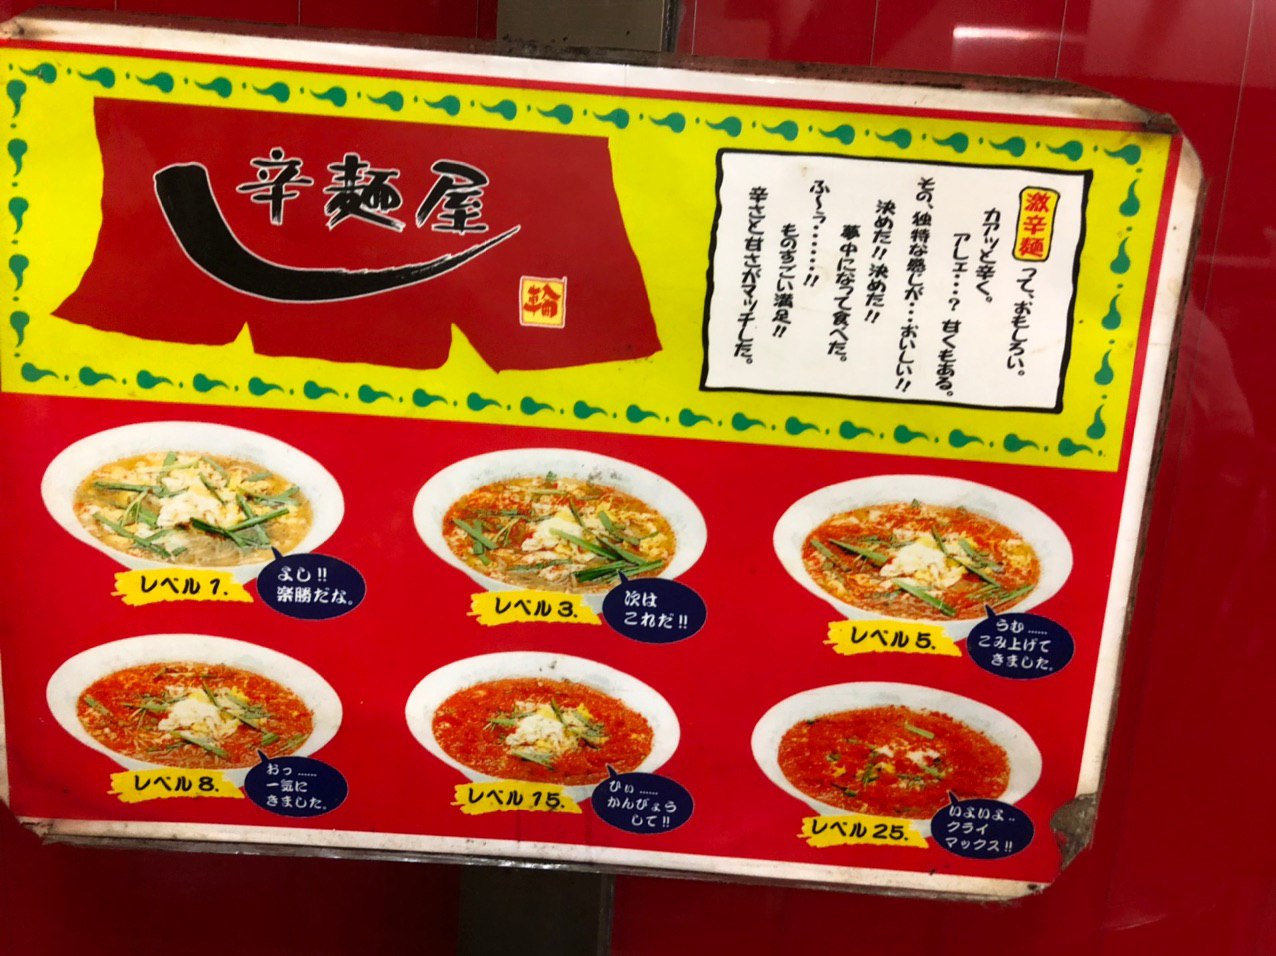 辛麺屋
輪
激辛麺って、おもしろい。
カアッと辛く。
アレェ…？甘くもある。
その、独特な感じが…おいしい!!
決めた!!決めた!!
夢中になって食べた。
ふ〜う………!!
ものすごい満足!!
辛さと甘さがマッチした。
レベル1.
よし!!
楽勝だな。
レベル3.
次は
これだ!!
レベル5.
うむ……
こみ上げて
きました。
レベル8.
おっ……
一気に
きました。
レベル15.
ひぃ……
かんびょう
して!!
レベル25.
いよいよ..
クライ
マックス!!